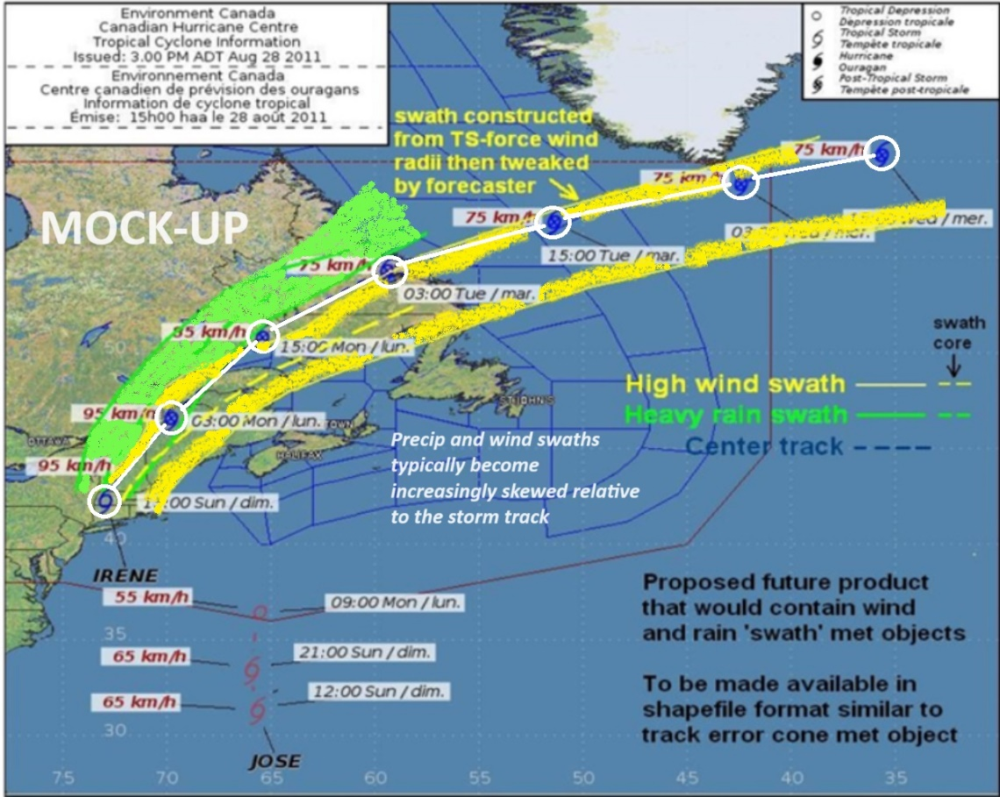 Environment Canada
Canadian Hurricane Centre
Tropical Cyclone Information
Issued: 3.00 PM ADT Aug 28 2011
Environnement Canada
Centre canadien de prévision des ouragans
Information de cyclone tropical
Émise: 15h00 haa le 28 août 2011
Tropical Depression
Dépression tropicale
Tropical Storm
Tempête tropicale
Hurricane
Ouragan
Post-Tropical Storm
Tempête post-tropicale
swath constructed
from TS-force wind
radii then tweaked
by forecaster
MOCK-UP
75 km/h
75 km/h
75 km/h
75 km/h
Wed / mer.
03: Wed / mer.
15:00 Tue / mar.
03:00 Tue / mar.
km/h
15:00 Mon / lun.
50
swath
core
High wind swath
Heavy rain swath
Center track
ST JOHN'S
95 km/h
03:00 Mon / lun.
TOWN
OTTAWA
HALIFAX
Precip and wind swaths
typically become
increasingly skewed relative
to the storm track
95 km/h
:00 Sun / dim.
40
IRENE
55 km/h
09:00 Mon / lun.
35
65 km/h
21:00 Sun / dim.
65 km/h
12:00 Sun / dim.
30
JOSE
Proposed future product
that would contain wind
and rain 'swath' met objects
To be made available in
shapefile format similar to
track error cone met object
75 70 65 60 55 50 45 40 35